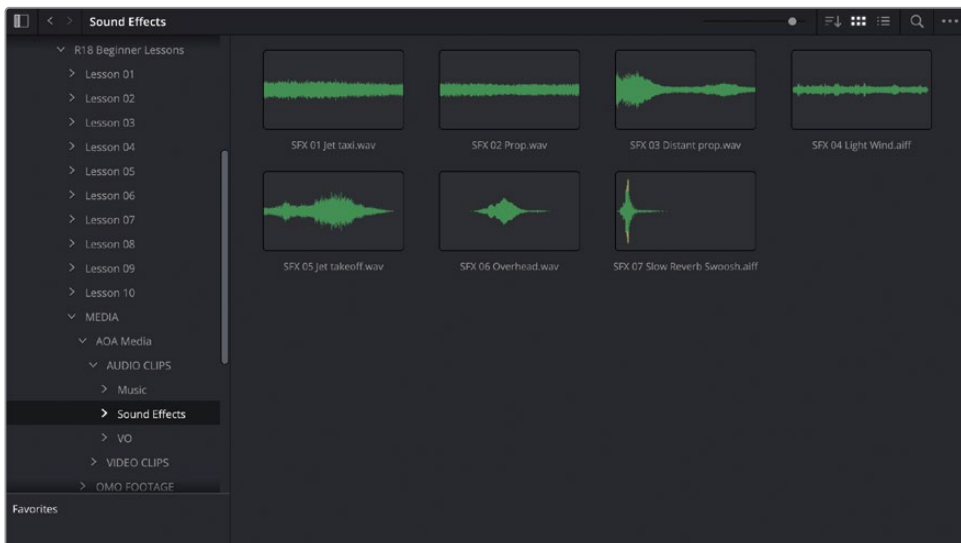 Sound Effects
R18 Beginner Lessons
Lesson 01
Lesson 02
Lesson 03
Lesson 04
Lesson 05
Lesson 06
Lesson 07
Lesson 08
Lesson 09
Lesson 10
MEDIA
AOA Media
AUDIO CLIPS
Music
Sound Effects
VO
VIDEO CLIPS
OMO FOOTAGE
Favorites
SFX 01 Jet taxi.wav
SFX 02 Prop.wav
SFX 03 Distant prop.wav
SFX 04 Light Wind.aiff
SFX 05 Jet takeoff.wav
SFX 06 Overhead.wav
SFX 07 Slow Reverb Swoosh.aiff